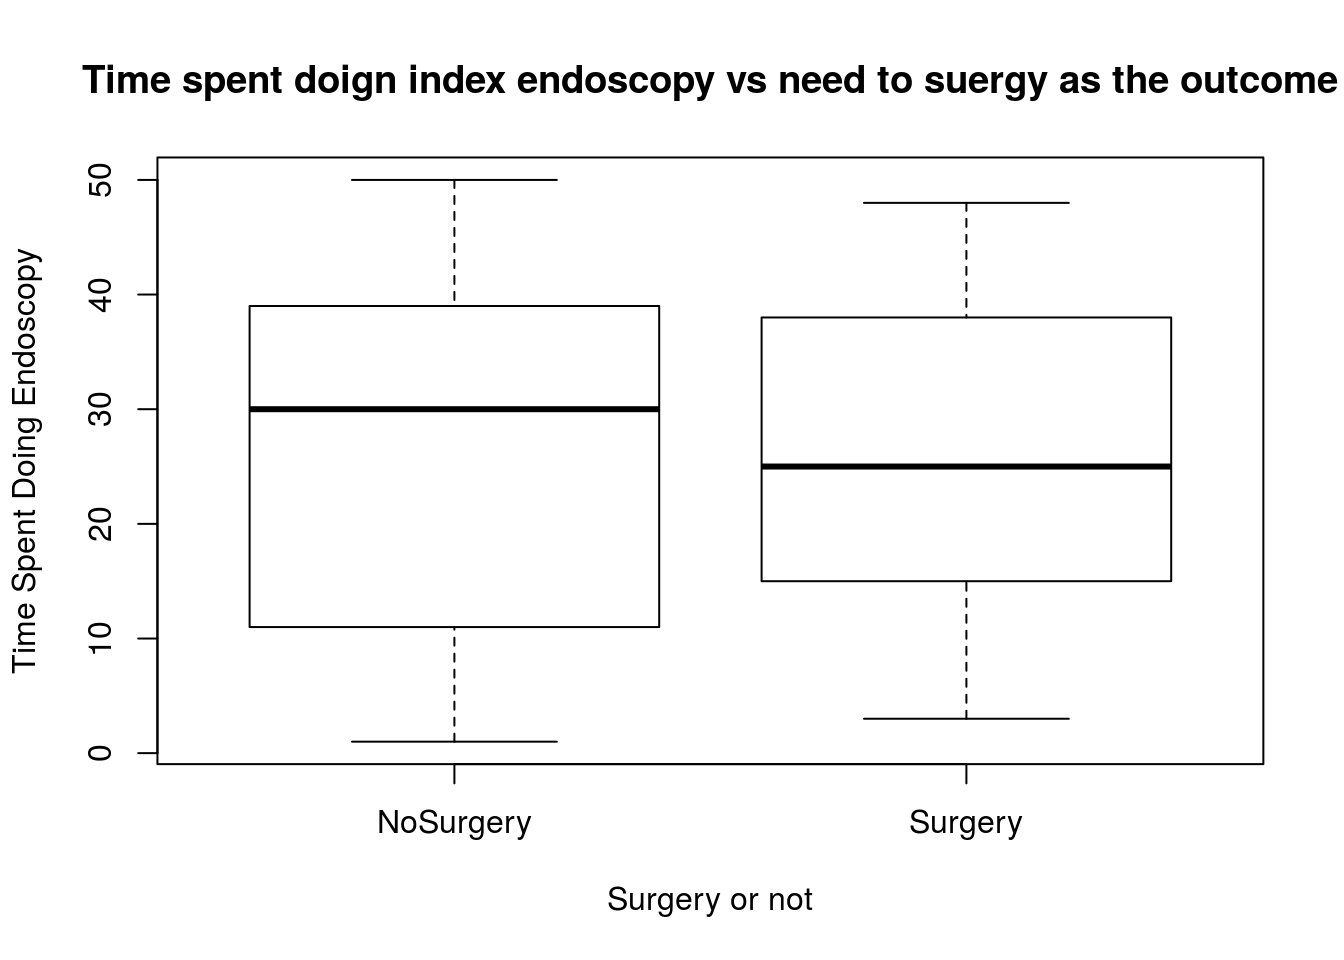 Time spent doign index endoscopy vs need to suergy as the outcome
Time Spent Doing Endoscopy
50
40
30
20
10
0
NoSurgery Surgery
Surgery or not